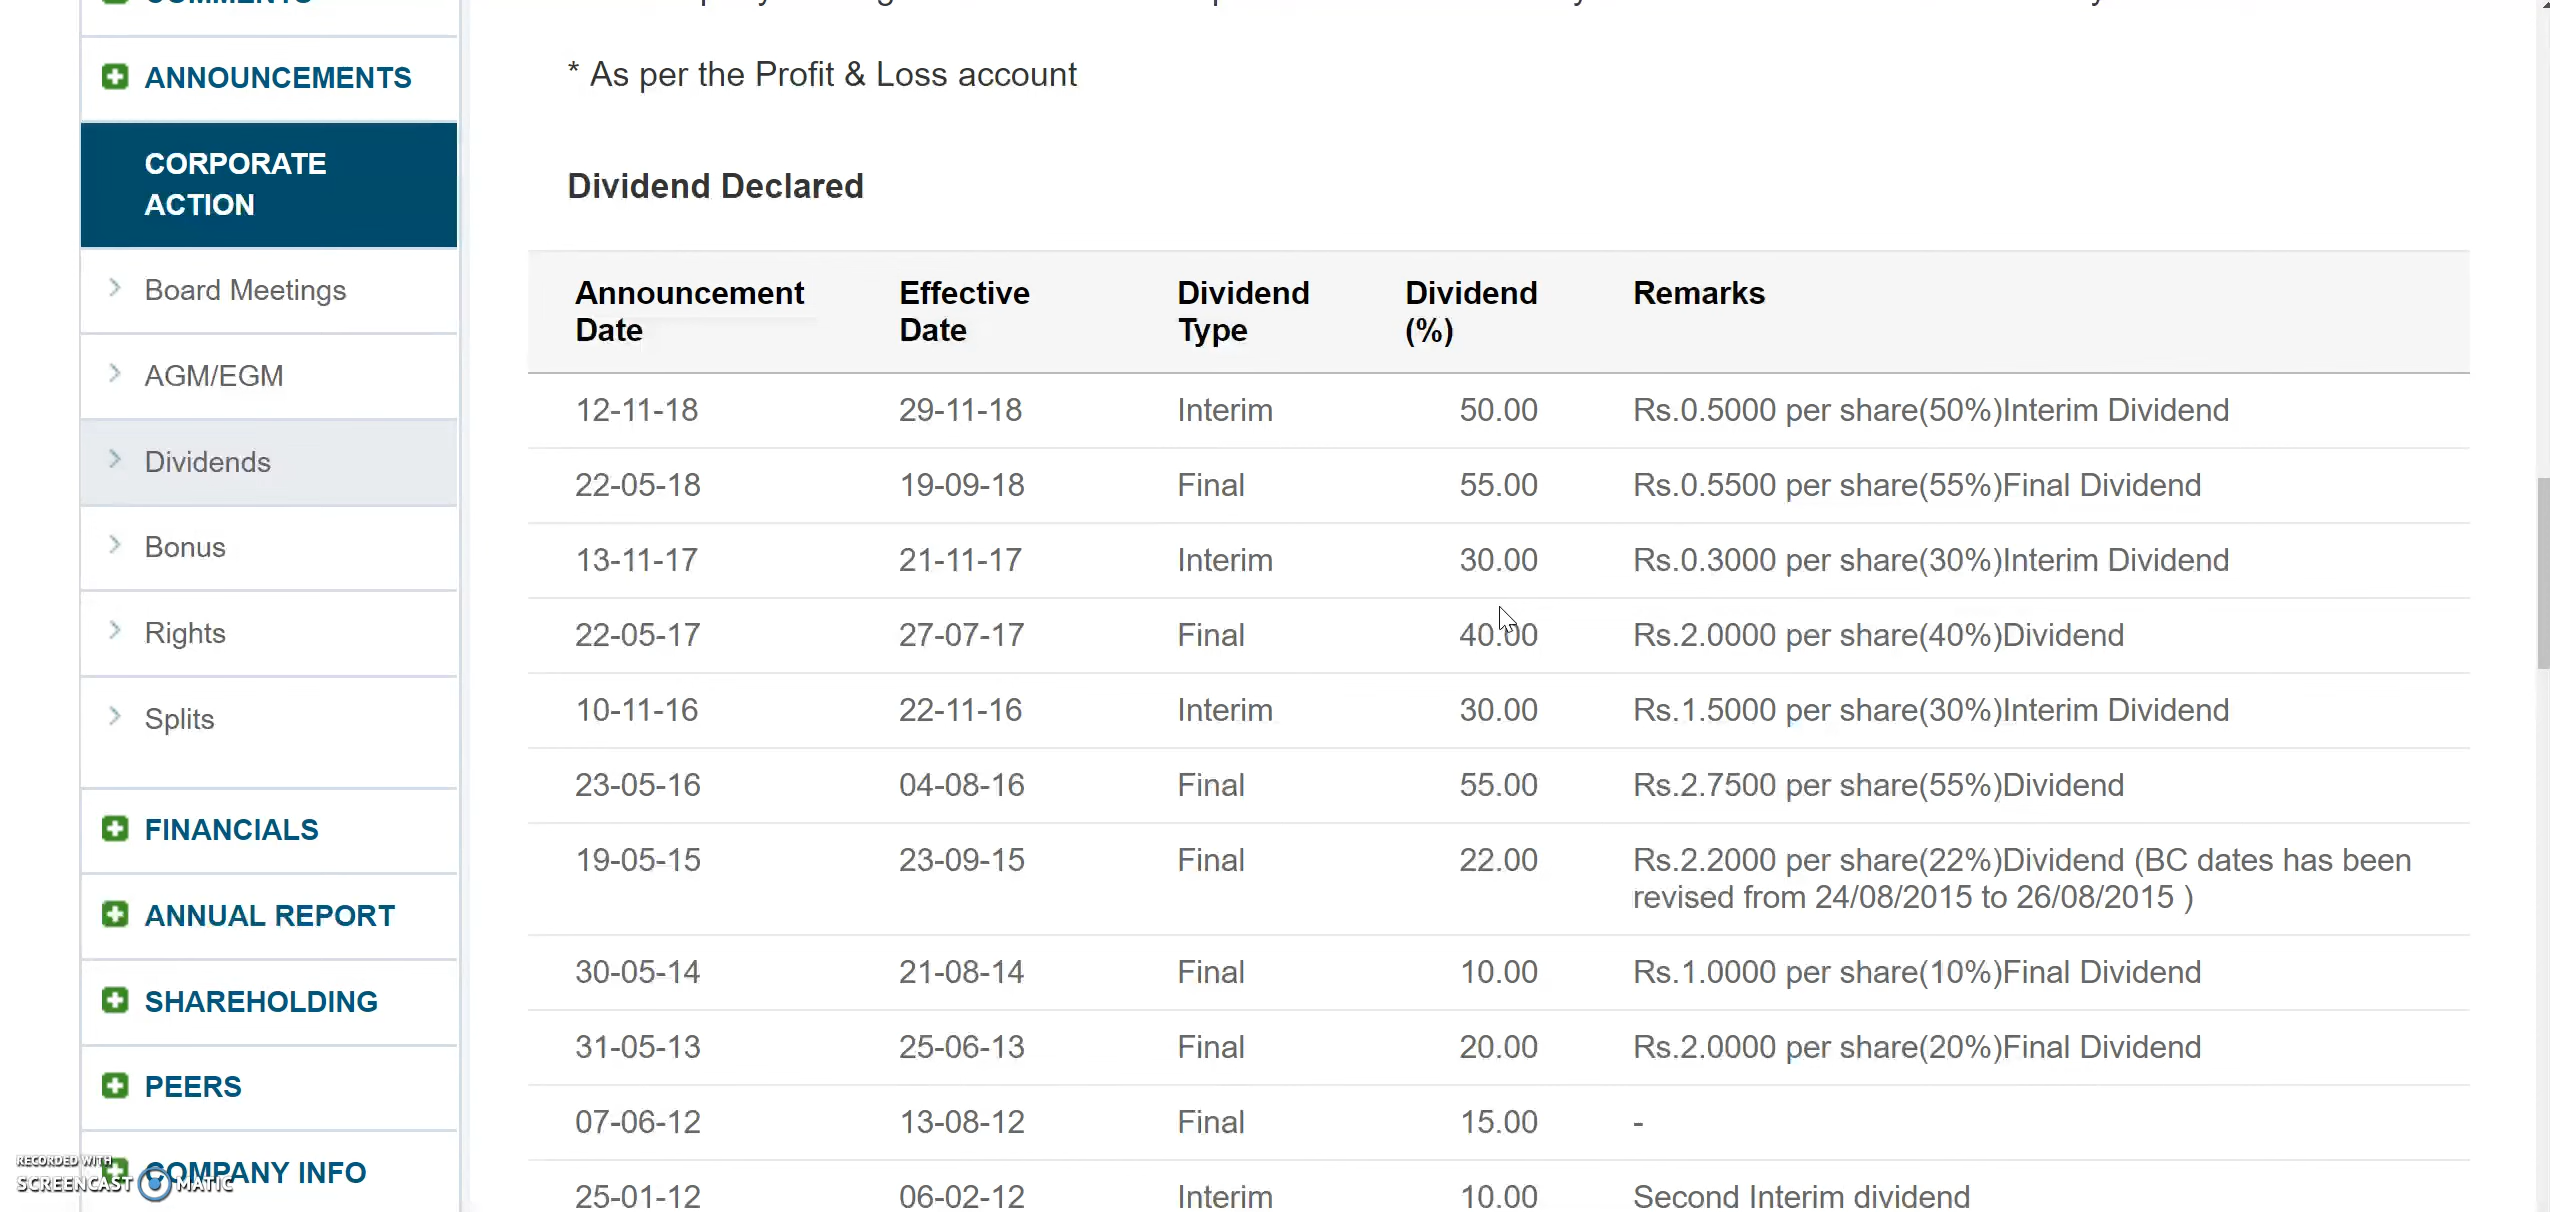 ANNOUNCEMENTS
CORPORATE
ACTION
Board Meetings
AGM/EGM
Dividends
Bonus
Rights
Splits
FINANCIALS
ANNUAL REPORT
SHAREHOLDING
PEERS
COMPANY INFO
RECORDED WITH
SCREENCAST MATIC
* As per the Profit & Loss account
Dividend Declared
Announcement Date Effective Date Dividend Type Dividend (%) Remarks
12-11-18 29-11-18 Interim 50.00 Rs.0.5000 per share(50%)Interim Dividend
22-05-18 19-09-18 Final 55.00 Rs.0.5500 per share(55%)Final Dividend
13-11-17 21-11-17 Interim 30.00 Rs.0.3000 per share(30%)Interim Dividend
22-05-17 27-07-17 Final 40.00 Rs.2.0000 per share(40%)Dividend
10-11-16 22-11-16 Interim 30.00 Rs.1.5000 per share(30%)Interim Dividend
23-05-16 04-08-16 Final 55.00 Rs.2.7500 per share(55%)Dividend
19-05-15 23-09-15 Final 22.00 Rs.2.2000 per share(22%)Dividend (BC dates has been
revised from 24/08/2015 to 26/08/2015 )
30-05-14 21-08-14 Final 10.00 Rs.1.0000 per share(10%)Final Dividend
31-05-13 25-06-13 Final 20.00 Rs.2.0000 per share(20%)Final Dividend
07-06-12 13-08-12 Final 15.00 -
25-01-12 06-02-12 Interim 10.00 Second Interim dividend